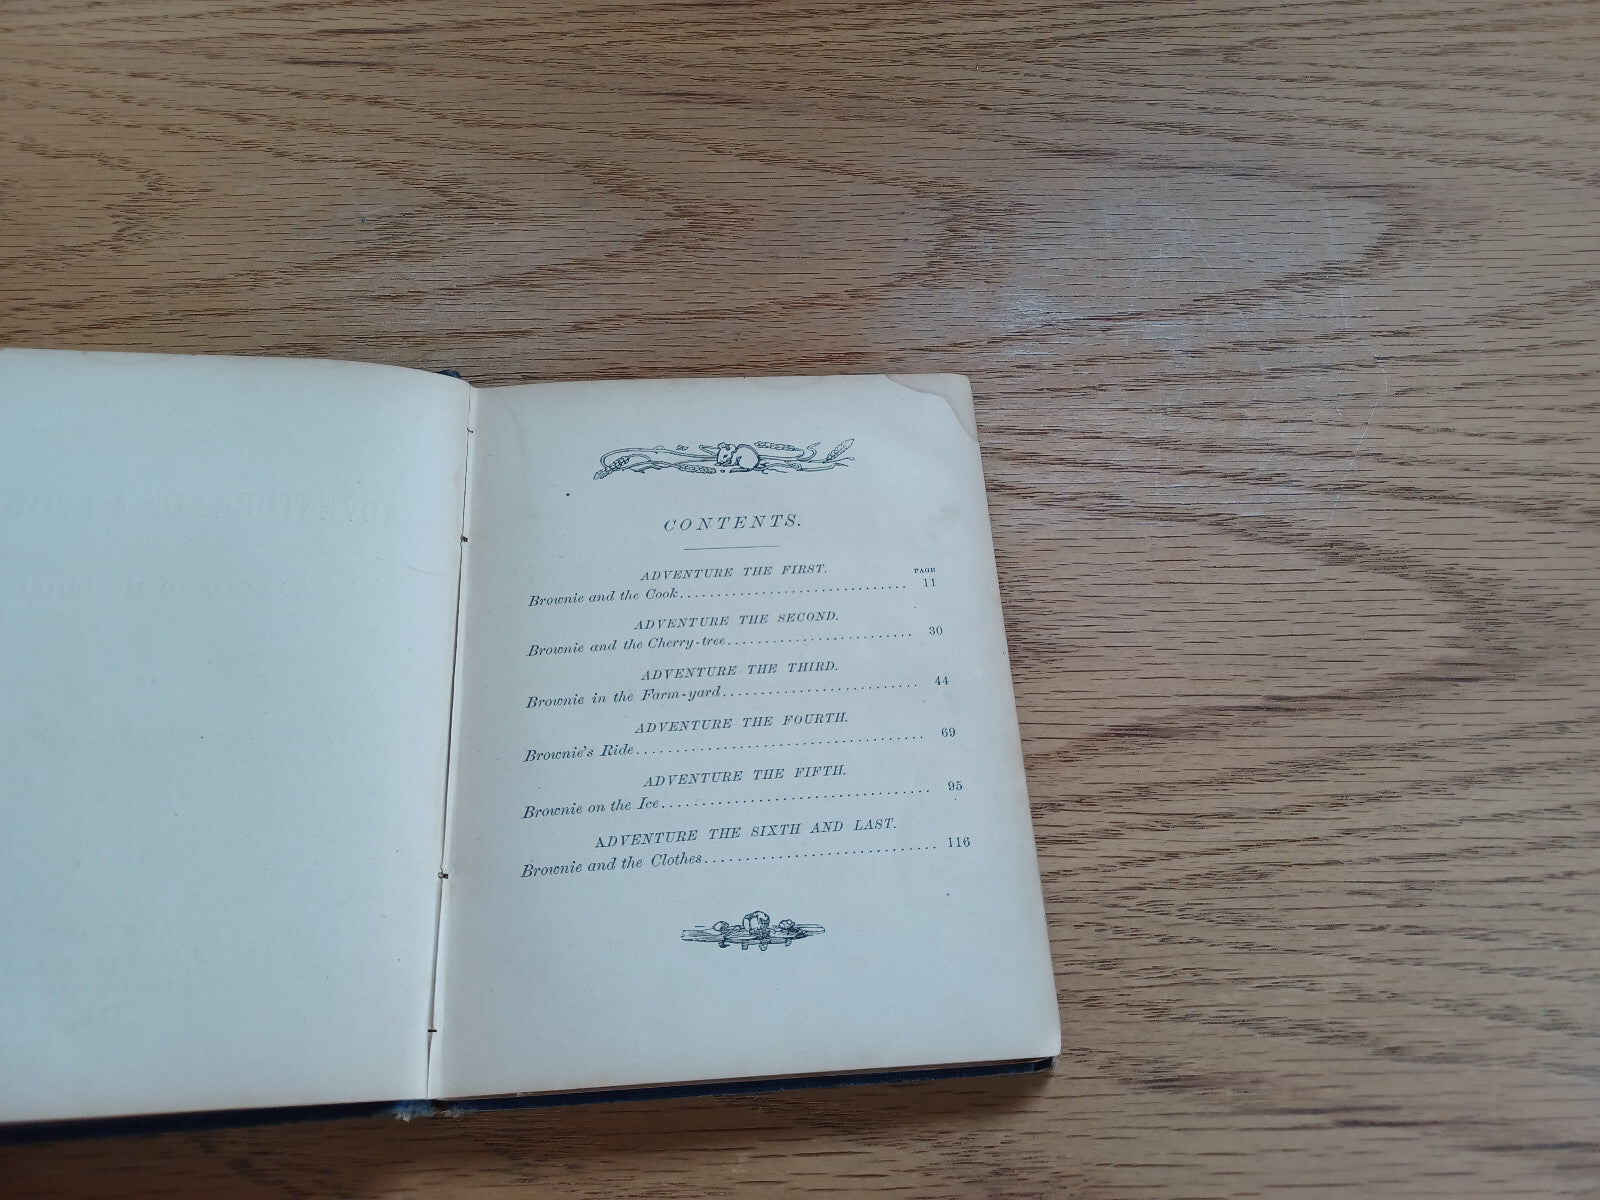 CONTENTS.
ADVENTURE THE FIRST. PAGE
Brownie and the Cook.............................. 11
ADVENTURE THE SECOND.
Brownie and the Cherry-tree......................... 30
ADVENTURE THE THIRD.
Brownie in the Farm-yard.......................... 44
ADVENTURE THE FOURTH.
Brownie's Ride...................................... 69
ADVENTURE THE FIFTH.
Brownie on the Ice................................... 95
ADVENTURE THE SIXTH AND LAST.
Brownie and the Clothes............................. 116